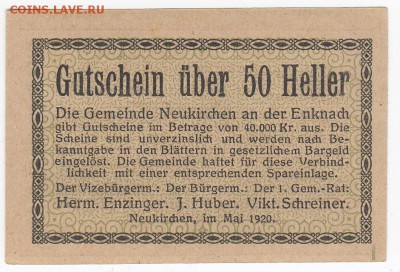 COINS.LAVE.RU
Gutschein über 50 Heller
Die Gemeinde Neukirchen an der Enknach
gibt Gutscheine im Betrage von 40.000 Kr. aus. Die
Scheine sind unverzinslich und werden nach Be-
kanntgabe in den Blättern in gesetzlichem Bargeld
eingelöst. Die Gemeinde haftet für diese Verbind-
lichkeit mit einer entsprechenden Spareinlage.
Der Vizebürgerm.: Der Bürgerm.: Der 1. Gem.-Rat:
Herm. Enzinger. J. Huber. Vikt. Schreiner.
Neukirchen, im Mai 1920.